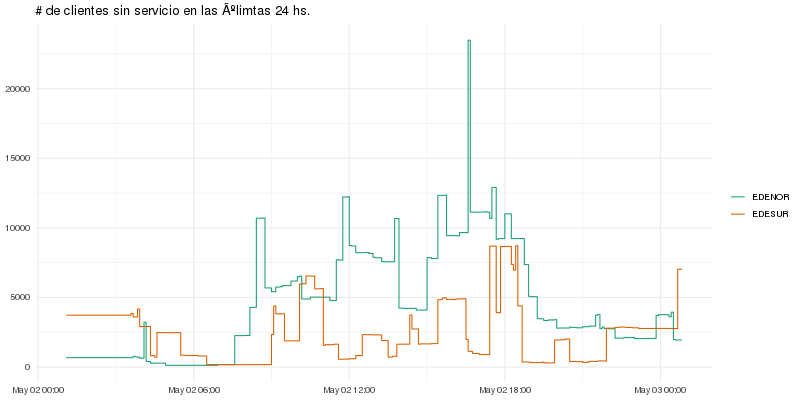 # de clientes sin servicio en las Ãºlimtas 24 hs.
20000
15000
10000
5000
0
May 02 00:00
May 02 06:00
May 02 12:00
May 02 18:00
May 03 00:00
EDENOR
EDESUR